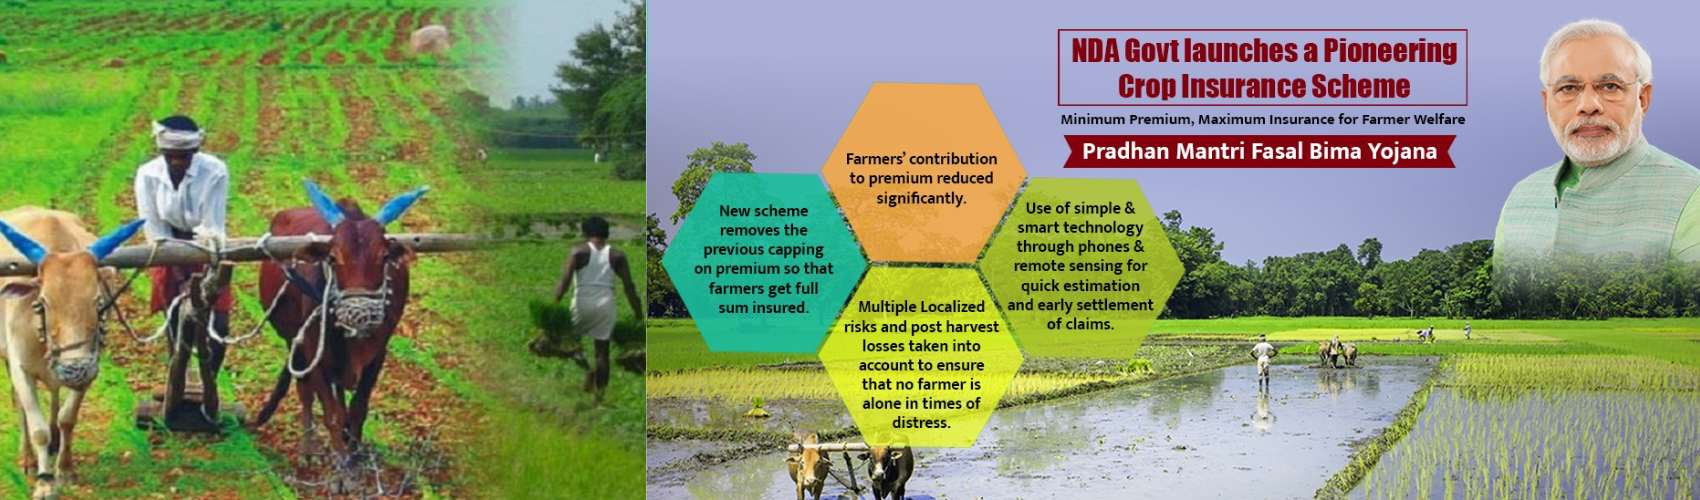 NDA Govt launches a Pioneering
Crop Insurance Scheme
Minimum Premium, Maximum Insurance for Farmer Welfare
Pradhan Mantri Fasal Bima Yojana
Farmers' contribution
to premium reduced
significantly.
New scheme
removes the
previous capping
on premium so that
farmers get full
sum insured.
Use of simple &
smart technology
through phones &
remote sensing for
quick estimation
and early settlement
of claims.
Multiple Localized
risks and post harvest
losses taken into
account to ensure
that no farmer is
alone in times of
distress.